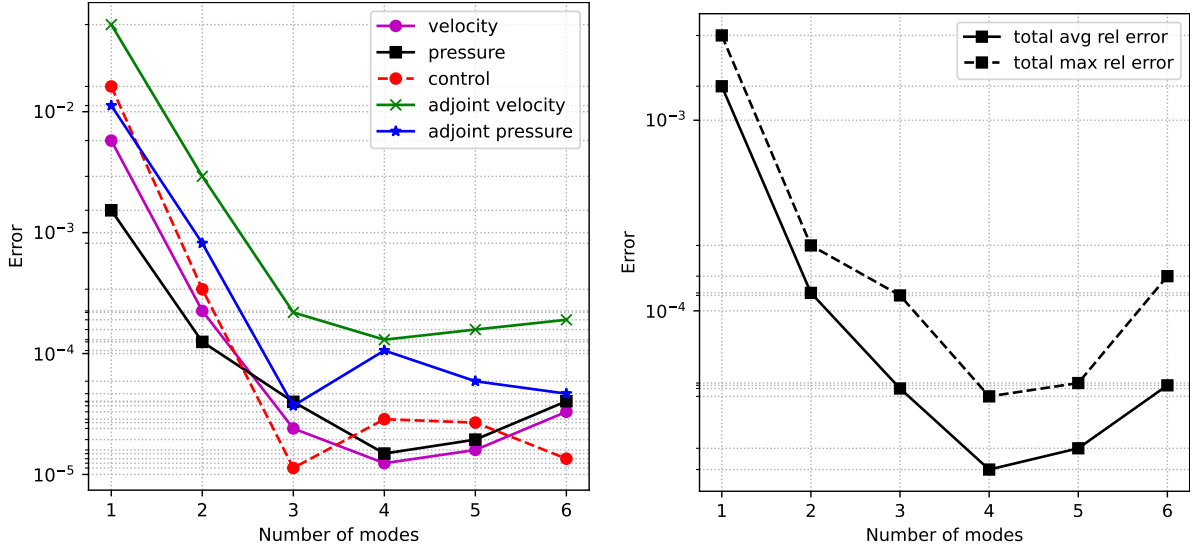 velocity
pressure
control
adjoint velocity
adjoint pressure
Error
10⁻²
10⁻³
10⁻⁴
10⁻⁵
1 2 3 4 5 6
Number of modes
total avg rel error
total max rel error
Error
10⁻³
10⁻⁴
1 2 3 4 5 6
Number of modes